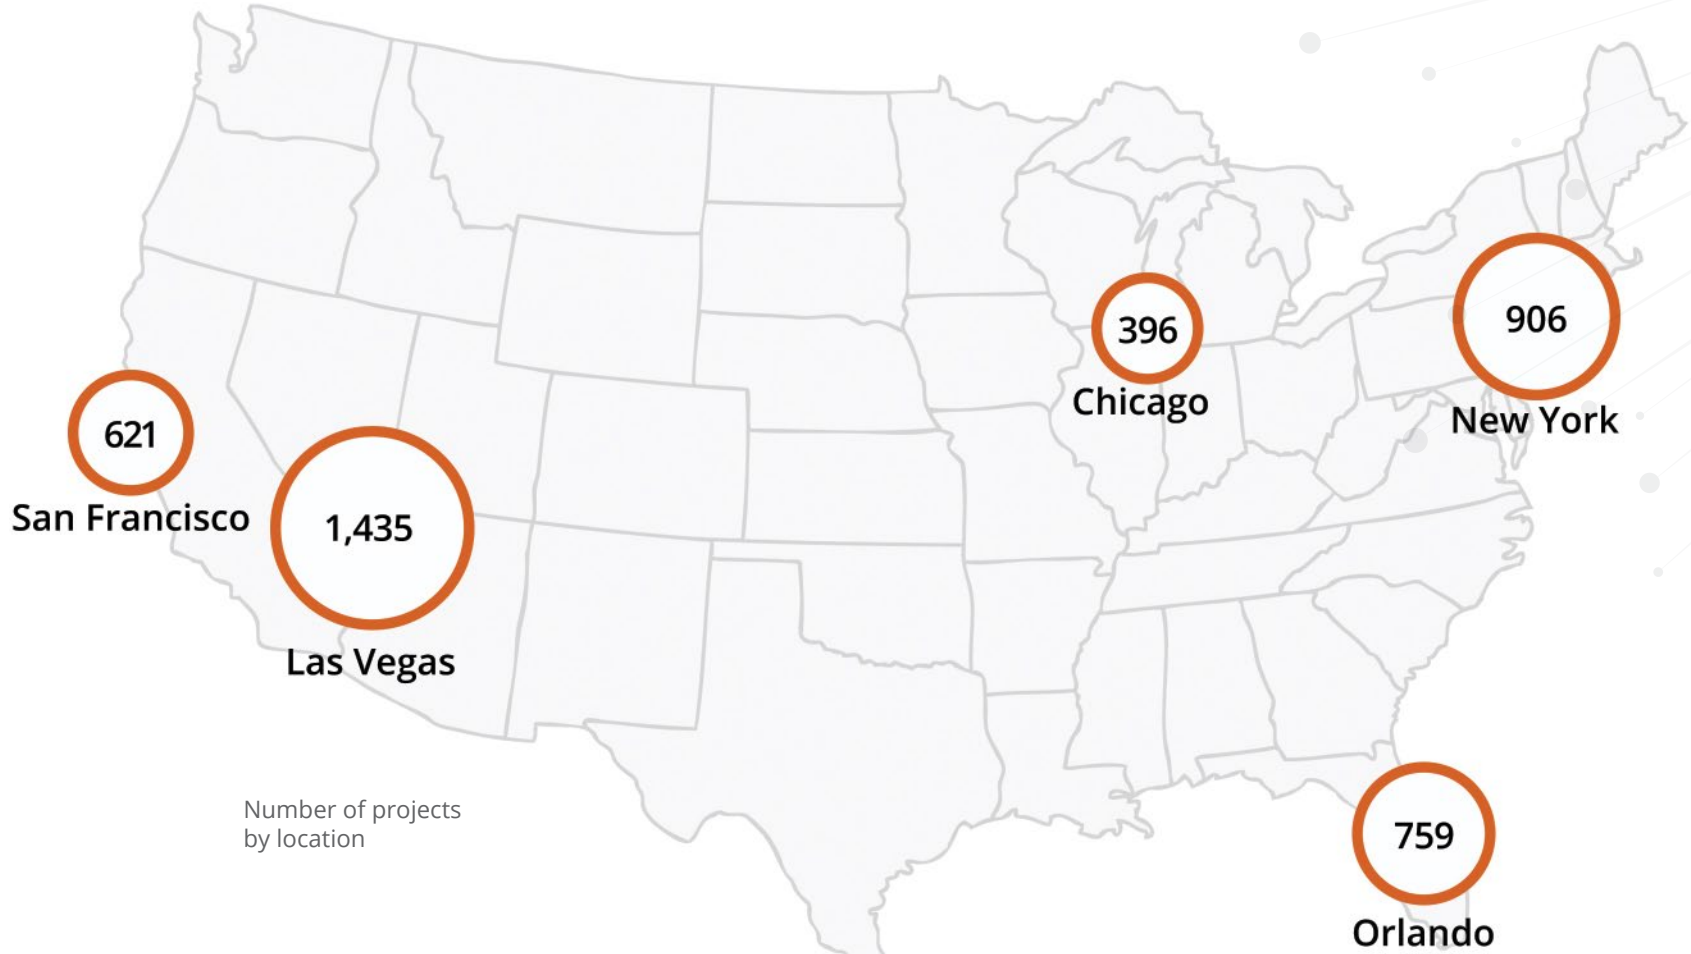 396
Chicago
906
New York
621
San Francisco
1,435
Las Vegas
Number of projects
by location
759
Orlando